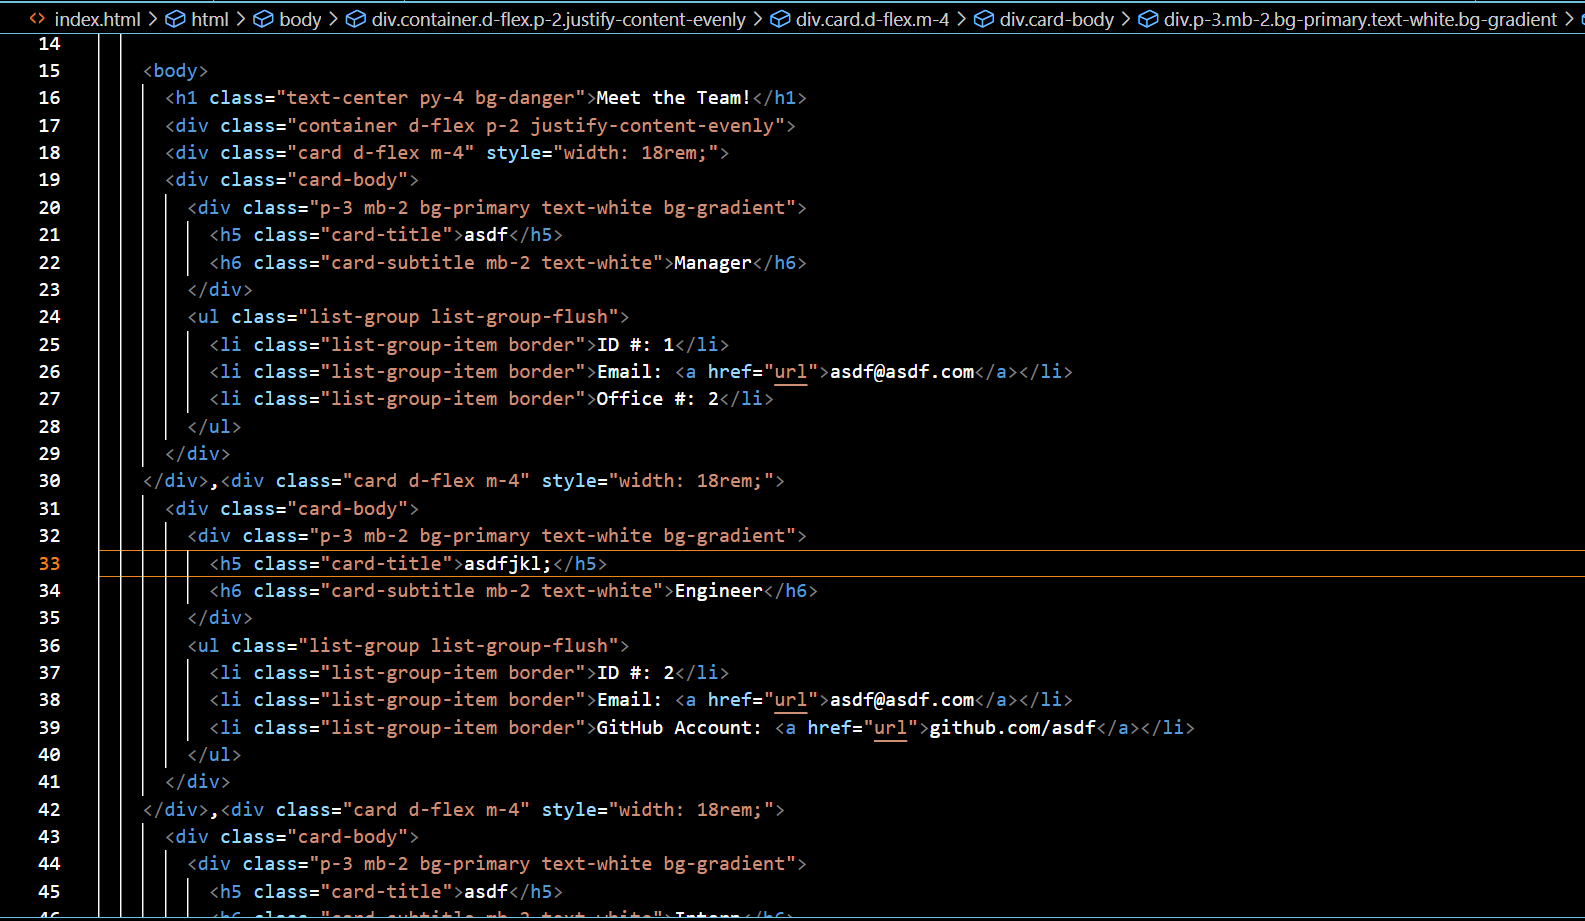 <> index.html > html > body > div.container.d-flex.p-2.justify-content-evenly > div.card.d-flex.m-4 > div.card-body > div.p-3.mb-2.bg-primary.text-white.bg-gradient >
14
15 <body>
16 <h1 class="text-center py-4 bg-danger">Meet the Team!</h1>
17 <div class="container d-flex p-2 justify-content-evenly">
18 <div class="card d-flex m-4" style="width: 18rem;">
19 <div class="card-body">
20 <div class="p-3 mb-2 bg-primary text-white bg-gradient">
21 <h5 class="card-title">asdf</h5>
22 <h6 class="card-subtitle mb-2 text-white">Manager</h6>
23 </div>
24 <ul class="list-group list-group-flush">
25 <li class="list-group-item border">ID #: 1</li>
26 <li class="list-group-item border">Email: <a href="url">asdf@asdf.com</a></li>
27 <li class="list-group-item border">Office #: 2</li>
28 </ul>
29 </div>
30 </div>,<div class="card d-flex m-4" style="width: 18rem;">
31 <div class="card-body">
32 <div class="p-3 mb-2 bg-primary text-white bg-gradient">
33 <h5 class="card-title">asdfjkl;</h5>
34 <h6 class="card-subtitle mb-2 text-white">Engineer</h6>
35 </div>
36 <ul class="list-group list-group-flush">
37 <li class="list-group-item border">ID #: 2</li>
38 <li class="list-group-item border">Email: <a href="url">asdf@asdf.com</a></li>
39 <li class="list-group-item border">GitHub Account: <a href="url">github.com/asdf</a></li>
40 </ul>
41 </div>
42 </div>,<div class="card d-flex m-4" style="width: 18rem;">
43 <div class="card-body">
44 <div class="p-3 mb-2 bg-primary text-white bg-gradient">
45 <h5 class="card-title">asdf</h5>
46 <h6 class="card-subtitle mb-2 text-white">Intern</h6>